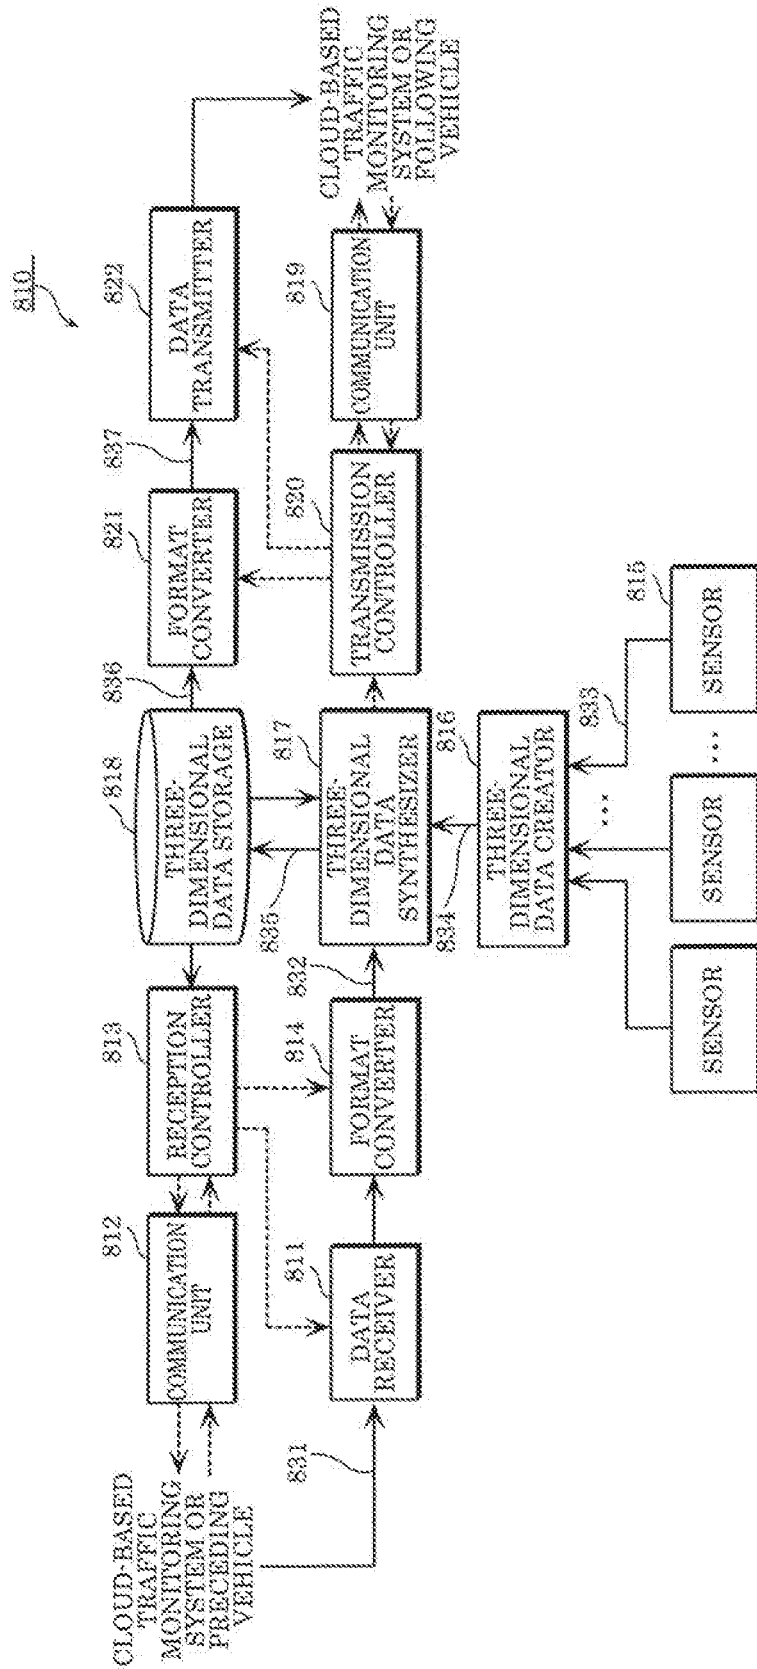 810
CLOUD-BASED
TRAFFIC
MONITORING
SYSTEM OR
PRECEDING
VEHICLE
812
COMMUNICATION
UNIT
813
RECEPTION
CONTROLLER
818
THREE-
DIMENSIONAL
DATA STORAGE
836
821
FORMAT
CONVERTER
837
822
DATA
TRANSMITTER
CLOUD-BASED
TRAFFIC
MONITORING
SYSTEM OR
FOLLOWING
VEHICLE
831
811
DATA
RECEIVER
814
FORMAT
CONVERTER
832
835
817
THREE-
DIMENSIONAL
DATA
SYNTHESIZER
820
TRANSMISSION
CONTROLLER
819
COMMUNICATION
UNIT
834
816
THREE-
DIMENSIONAL
DATA CREATOR
833
815
SENSOR
SENSOR
SENSOR